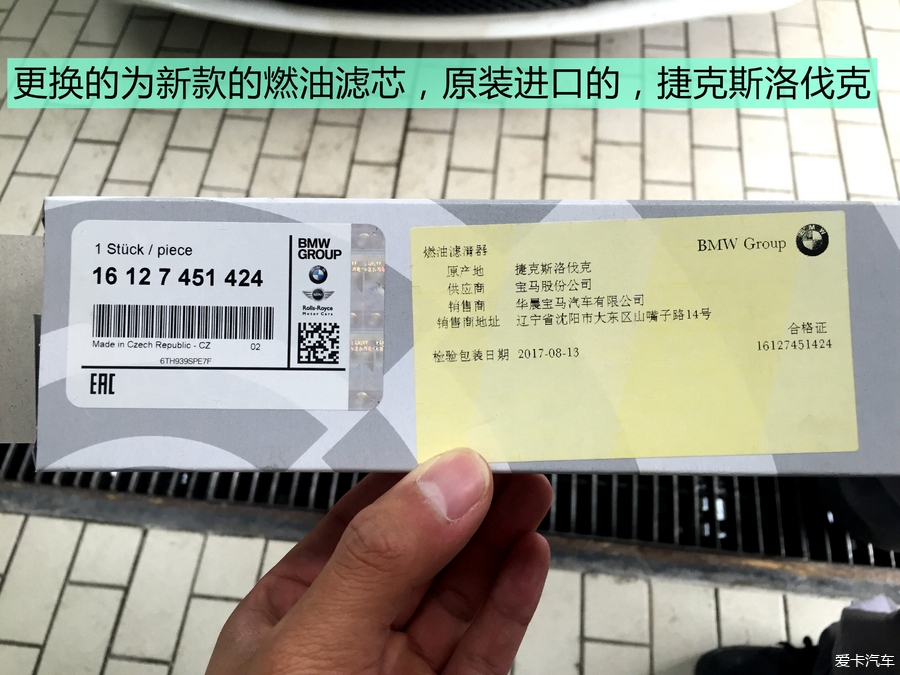 更换的为新款的燃油滤芯，原装进口的，捷克斯洛伐克
1 Stück / piece
16 12 7 451 424
Made in Czech Republic - CZ 02
6TH939SPE7F
EAC
BMW
GROUP
Rolls-Royce
Motor Cars
BMW Group
燃油滤清器
原产地 捷克斯洛伐克
供应商 宝马股份公司
销售商 华晨宝马汽车有限公司
销售商地址 辽宁省沈阳市大东区山嘴子路14号
合格证
16127451424
检验包装日期 2017-08-13
爱卡汽车